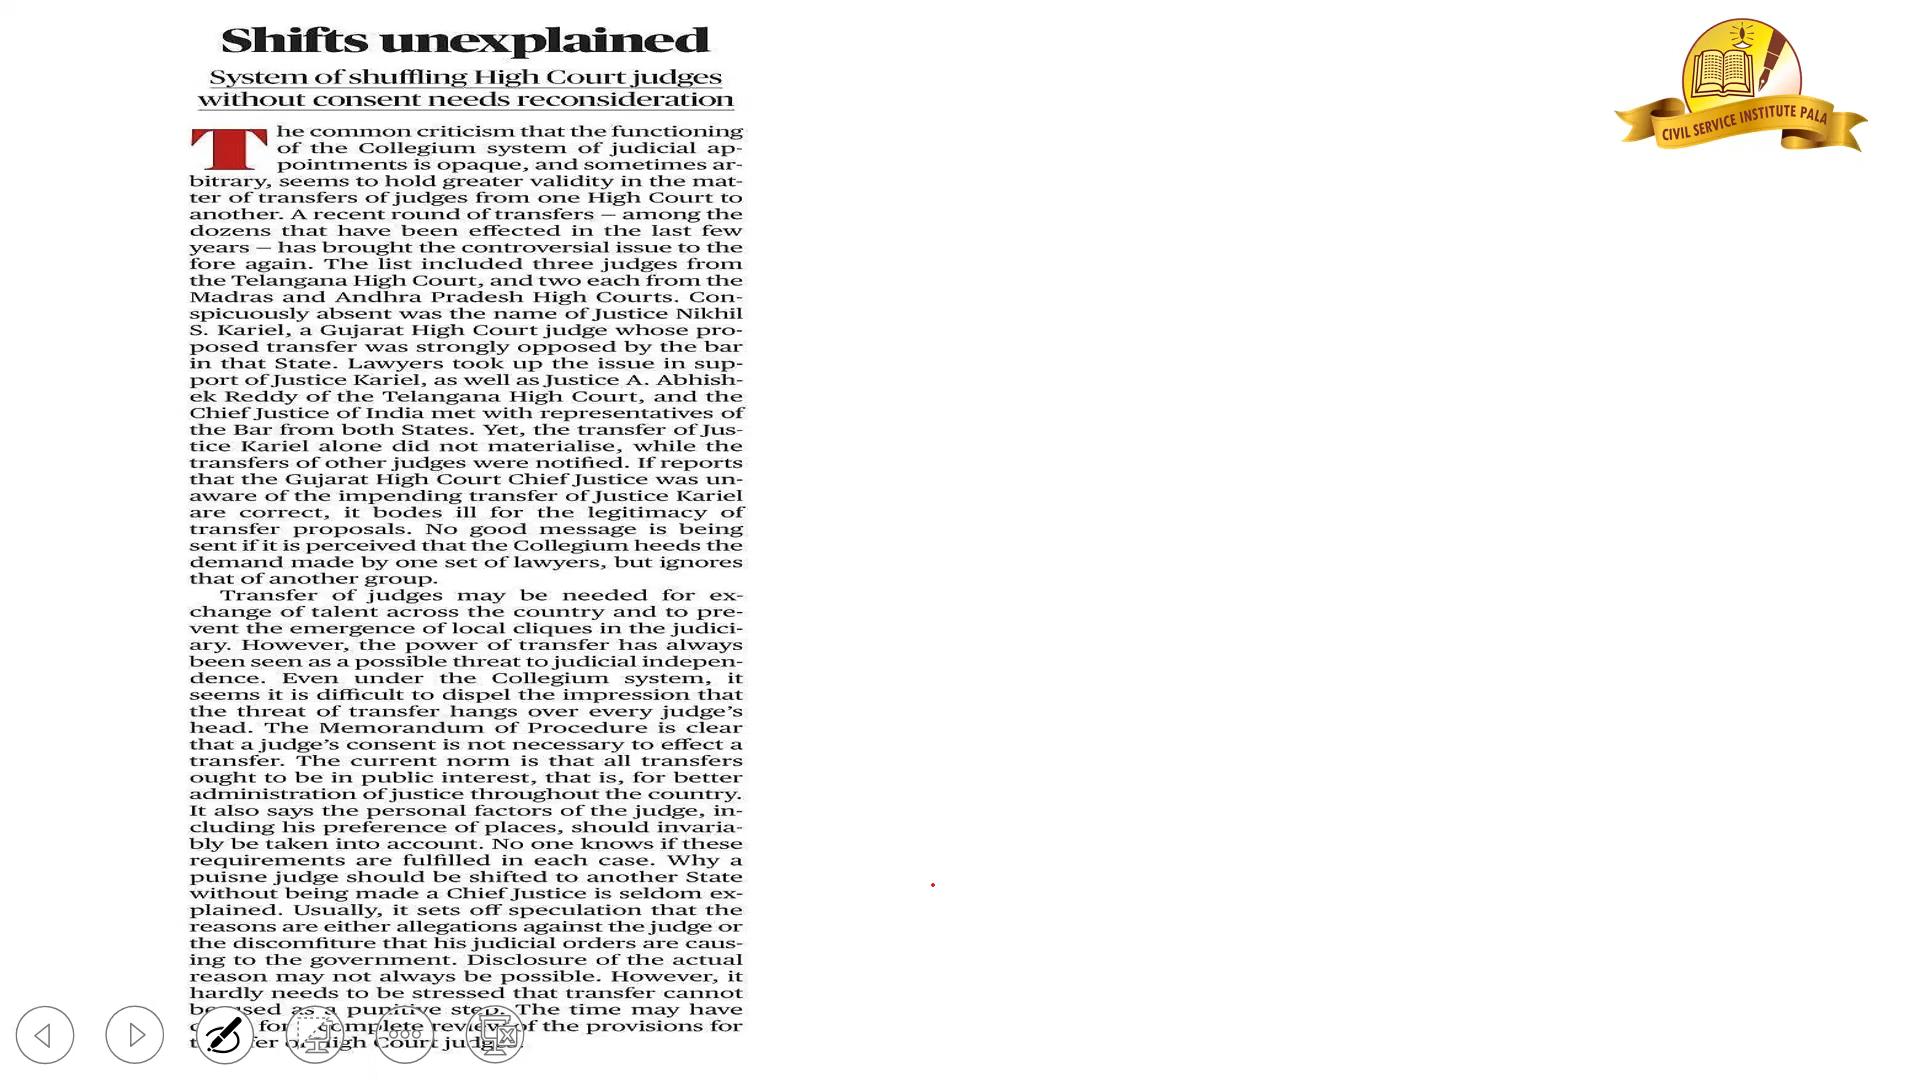 Shifts unexplained
System of shuffling High Court judges
without consent needs reconsideration
The common criticism that the functioning
of the Collegium system of judicial ap-
pointments is opaque, and sometimes ar-
bitrary, seems to hold greater validity in the mat-
ter of transfers of judges from one High Court to
another. A recent round of transfers – among the
dozens that have been effected in the last few
years – has brought the controversial issue to the
fore again. The list included three judges from
the Telangana High Court, and two each from the
Madras and Andhra Pradesh High Courts. Con-
spicuously absent was the name of Justice Nikhil
S. Kariel, a Gujarat High Court judge whose pro-
posed transfer was strongly opposed by the bar
in that State. Lawyers took up the issue in sup-
port of Justice Kariel, as well as Justice A. Abhish-
ek Reddy of the Telangana High Court, and the
Chief Justice of India met with representatives of
the Bar from both States. Yet, the transfer of Jus-
tice Kariel alone did not materialise, while the
transfers of other judges were notified. If reports
that the Gujarat High Court Chief Justice was un-
aware of the impending transfer of Justice Kariel
are correct, it bodes ill for the legitimacy of
transfer proposals. No good message is being
sent if it is perceived that the Collegium heeds the
demand made by one set of lawyers, but ignores
that of another group.
Transfer of judges may be needed for ex-
change of talent across the country and to pre-
vent the emergence of local cliques in the judici-
ary. However, the power of transfer has always
been seen as a possible threat to judicial indepen-
dence. Even under the Collegium system, it
seems it is difficult to dispel the impression that
the threat of transfer hangs over every judge’s
head. The Memorandum of Procedure is clear
that a judge’s consent is not necessary to effect a
transfer. The current norm is that all transfers
ought to be in public interest, that is, for better
administration of justice throughout the country.
It also says the personal factors of the judge, in-
cluding his preference of places, should invaria-
bly be taken into account. No one knows if these
requirements are fulfilled in each case. Why a
puisne judge should be shifted to another State
without being made a Chief Justice is seldom ex-
plained. Usually, it sets off speculation that the
reasons are either allegations against the judge or
the discomfiture that his judicial orders are caus-
ing to the government. Disclosure of the actual
reason may not always be possible. However, it
hardly needs to be stressed that transfer cannot
be used as a punitive step. The time may have
for complete review of the provisions for
of High Court
CIVIL SERVICE INSTITUTE PALA